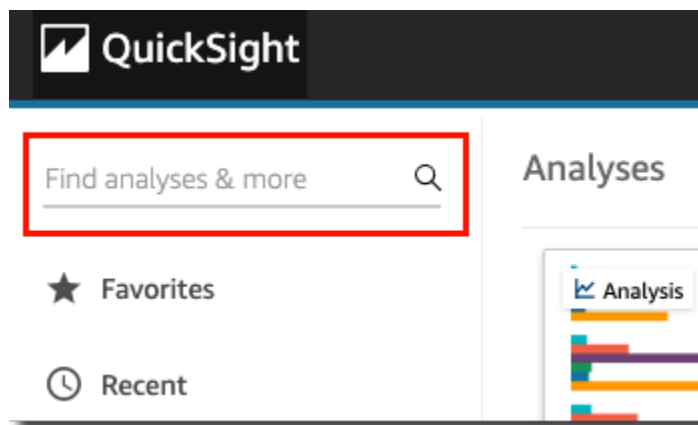 QuickSight
Find analyses & more
Favorites
Recent
Analyses
Analysis